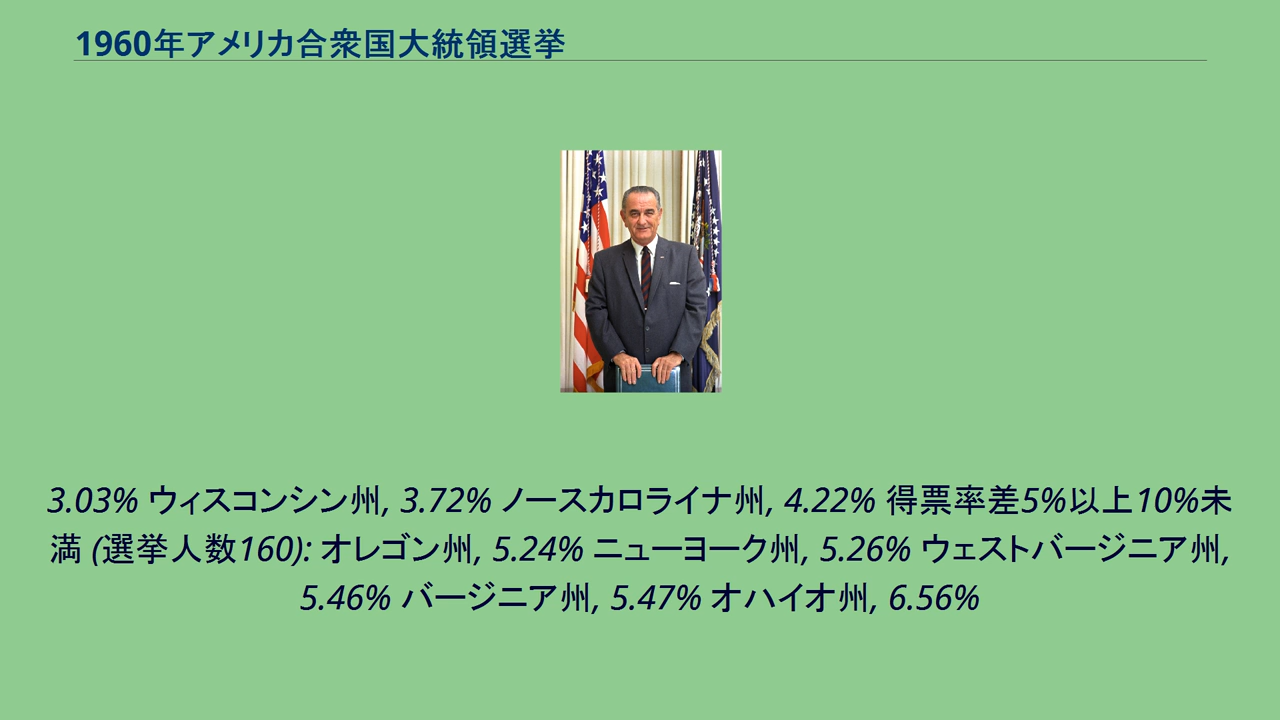 1960年アメリカ合衆国大統領選挙
3.03% ウィスコンシン州, 3.72% ノースカロライナ州, 4.22% 得票率差5%以上10%未
満 (選挙人数160): オレゴン州, 5.24% ニューヨーク州, 5.26% ウェストバージニア州,
5.46% バージニア州, 5.47% オハイオ州, 6.56%